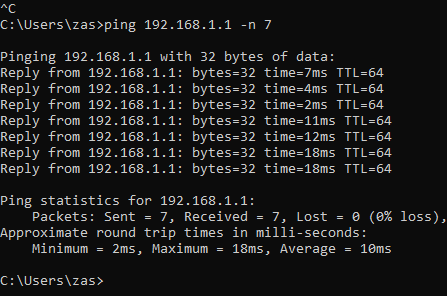 ^C
C:\Users\zas>ping 192.168.1.1 -n 7
Pinging 192.168.1.1 with 32 bytes of data:
Reply from 192.168.1.1: bytes=32 time=7ms TTL=64
Reply from 192.168.1.1: bytes=32 time=4ms TTL=64
Reply from 192.168.1.1: bytes=32 time=2ms TTL=64
Reply from 192.168.1.1: bytes=32 time=11ms TTL=64
Reply from 192.168.1.1: bytes=32 time=12ms TTL=64
Reply from 192.168.1.1: bytes=32 time=18ms TTL=64
Reply from 192.168.1.1: bytes=32 time=18ms TTL=64
Ping statistics for 192.168.1.1:
    Packets: Sent = 7, Received = 7, Lost = 0 (0% loss),
Approximate round trip times in milli-seconds:
    Minimum = 2ms, Maximum = 18ms, Average = 10ms
C:\Users\zas>